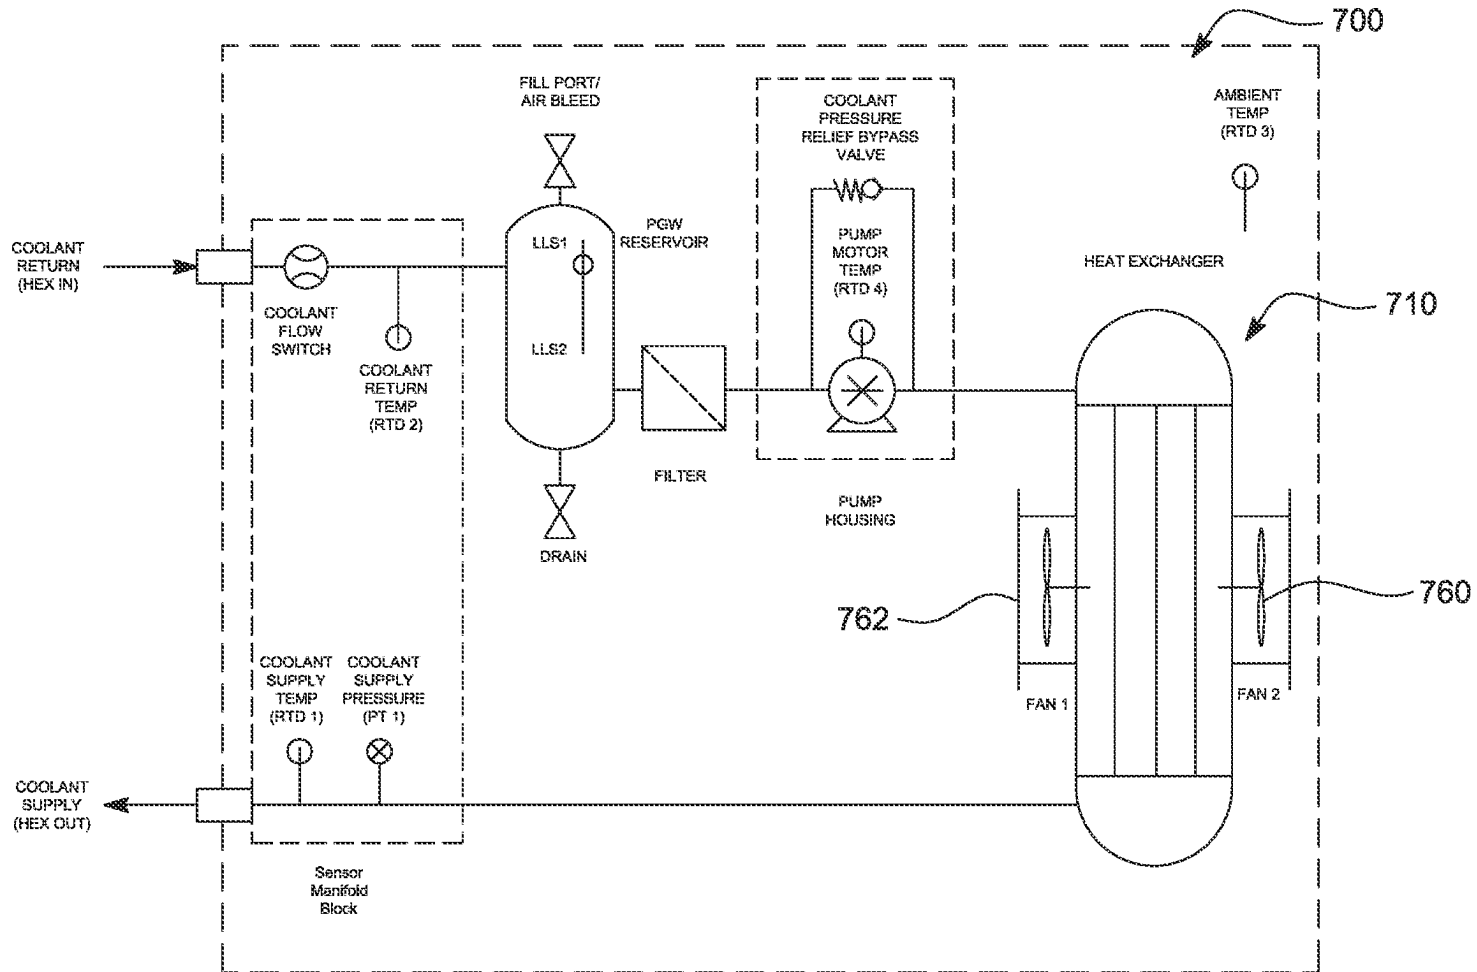 700
FILL PORT/
AIR BLEED
COOLANT
PRESSURE
RELIEF BYPASS
VALVE
AMBIENT
TEMP
(RTD 3)
COOLANT
RETURN
(HEX IN)
COOLANT
FLOW
SWITCH
COOLANT
RETURN
TEMP
(RTD 2)
LLS1
LLS2
PGW
RESERVOIR
PUMP
MOTOR
TEMP
(RTD 4)
HEAT EXCHANGER
710
FILTER
PUMP
HOUSING
DRAIN
762
760
FAN 1
FAN 2
COOLANT
SUPPLY
TEMP
(RTD 1)
COOLANT
SUPPLY
PRESSURE
(PT 1)
COOLANT
SUPPLY
(HEX OUT)
Sensor
Manifold
Block